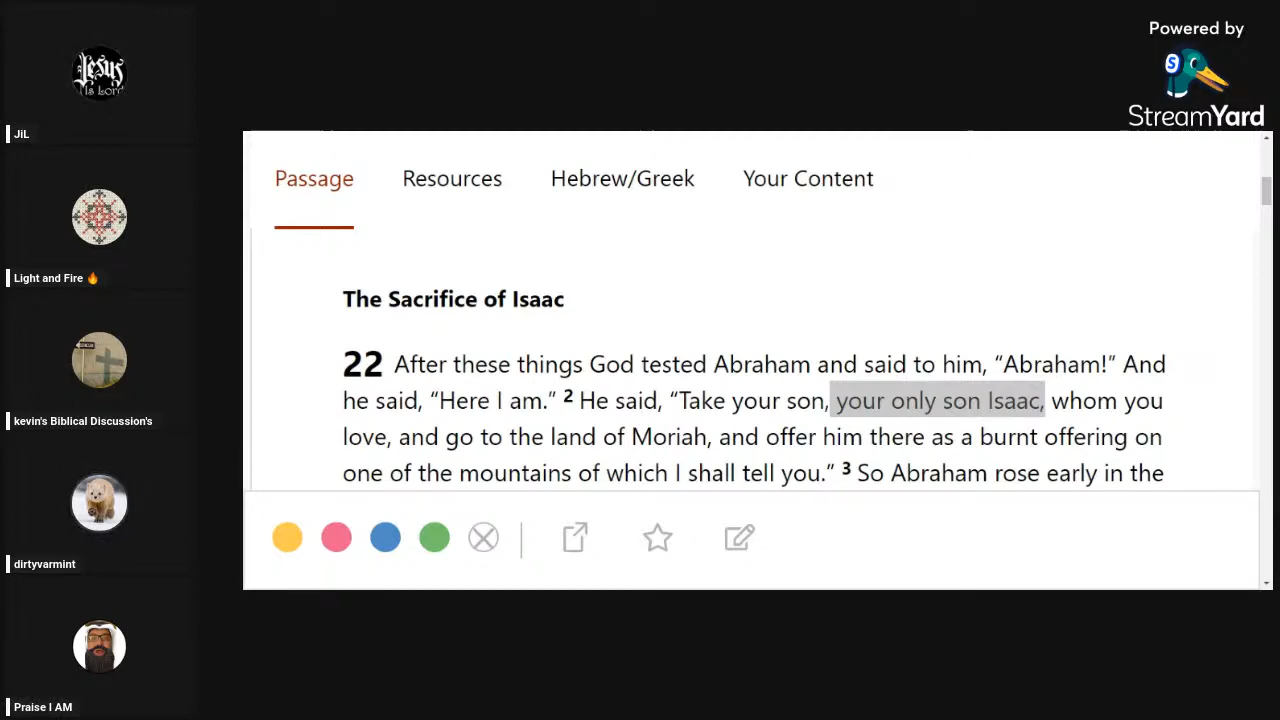 Powered by
StreamYard
Jesus
Is Lord
JiL
Light and Fire 🔥
kevin's Biblical Discussion's
dirtyvarmint
Praise I AM
Passage Resources Hebrew/Greek Your Content
The Sacrifice of Isaac
22 After these things God tested Abraham and said to him, “Abraham!” And
he said, “Here I am.” 2 He said, “Take your son, your only son Isaac, whom you
love, and go to the land of Moriah, and offer him there as a burnt offering on
one of the mountains of which I shall tell you.” 3 So Abraham rose early in the